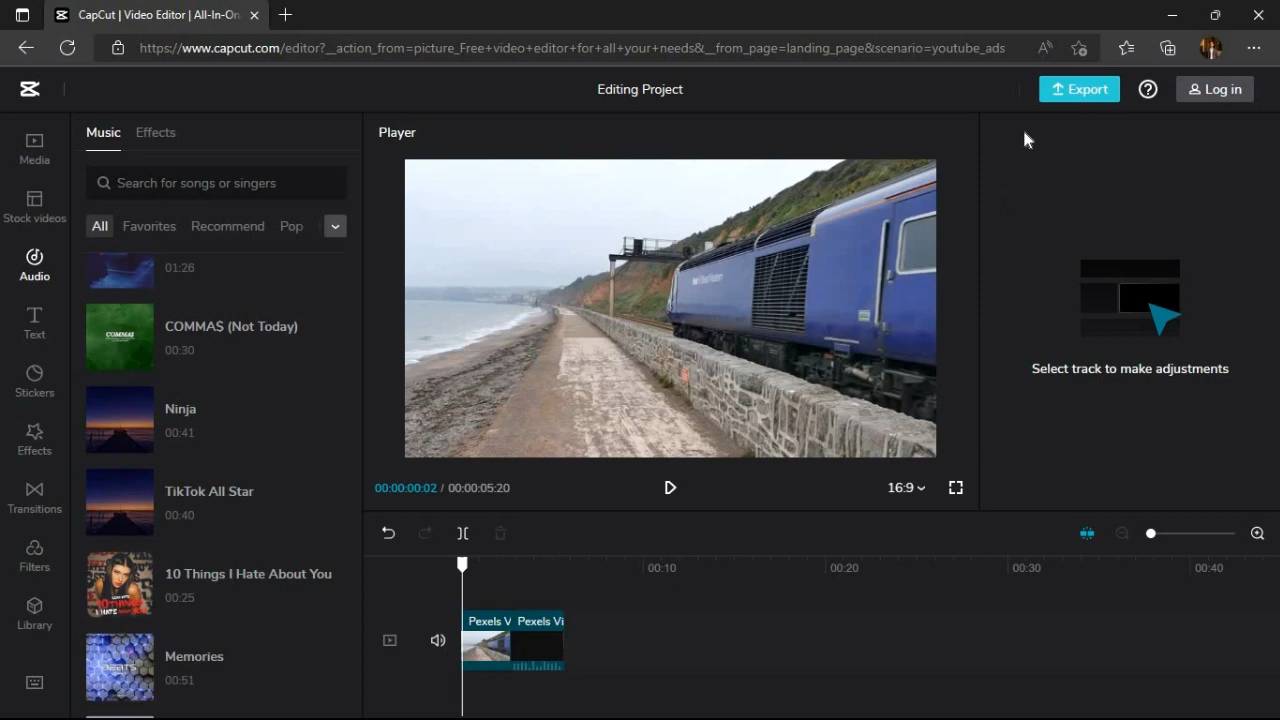 CapCut | Video Editor | All-In-On
https://www.capcut.com/editor?__action_from=picture_Free+video+editor+for+all+your+needs&__from_page=landing_page&scenario=youtube_ads
Editing Project
Export
Log in
Media
Stock videos
Audio
Text
Stickers
Effects
Transitions
Filters
Library
Music Effects
Search for songs or singers
All Favorites Recommend Pop
01:26
COMMA$ (Not Today)
00:30
Ninja
00:41
TikTok All Star
00:40
10 Things I Hate About You
00:25
Memories
00:51
Player
00:00:00:02 / 00:00:05:20
16:9
Select track to make adjustments
00:10 00:20 00:30 00:40
Pexels V Pexels Vi